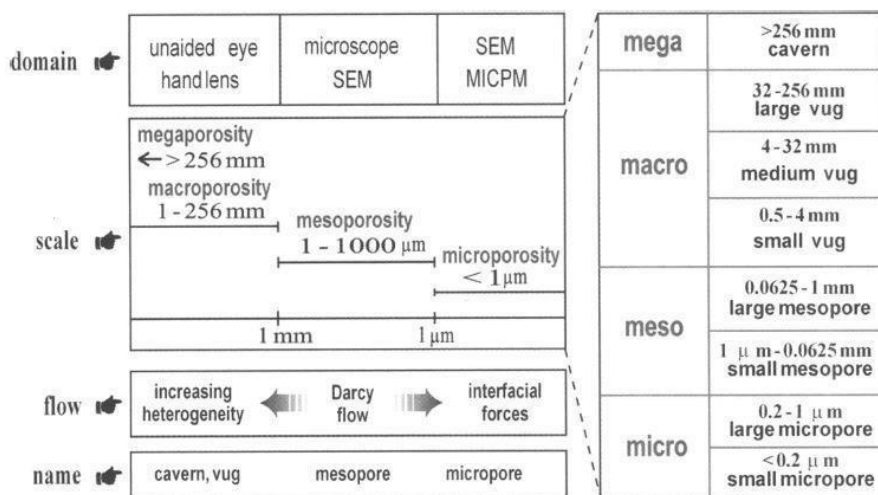 domain
unaided eye
hand lens
microscope
SEM
SEM
MICPM
scale
megaporosity
>256 mm
macroporosity
1-256 mm
mesoporosity
1-1000 μm
microporosity
<1μm
1 mm
1 μm
flow
increasing
heterogeneity
Darcy
flow
interfacial
forces
name
cavern, vug
mesopore
micropore
mega
>256 mm
cavern
macro
32-256 mm
large vug
4-32 mm
medium vug
0.5-4 mm
small vug
meso
0.0625-1 mm
large mesopore
1 μm-0.0625 mm
small mesopore
micro
0.2-1 μm
large micropore
<0.2 μm
small micropore